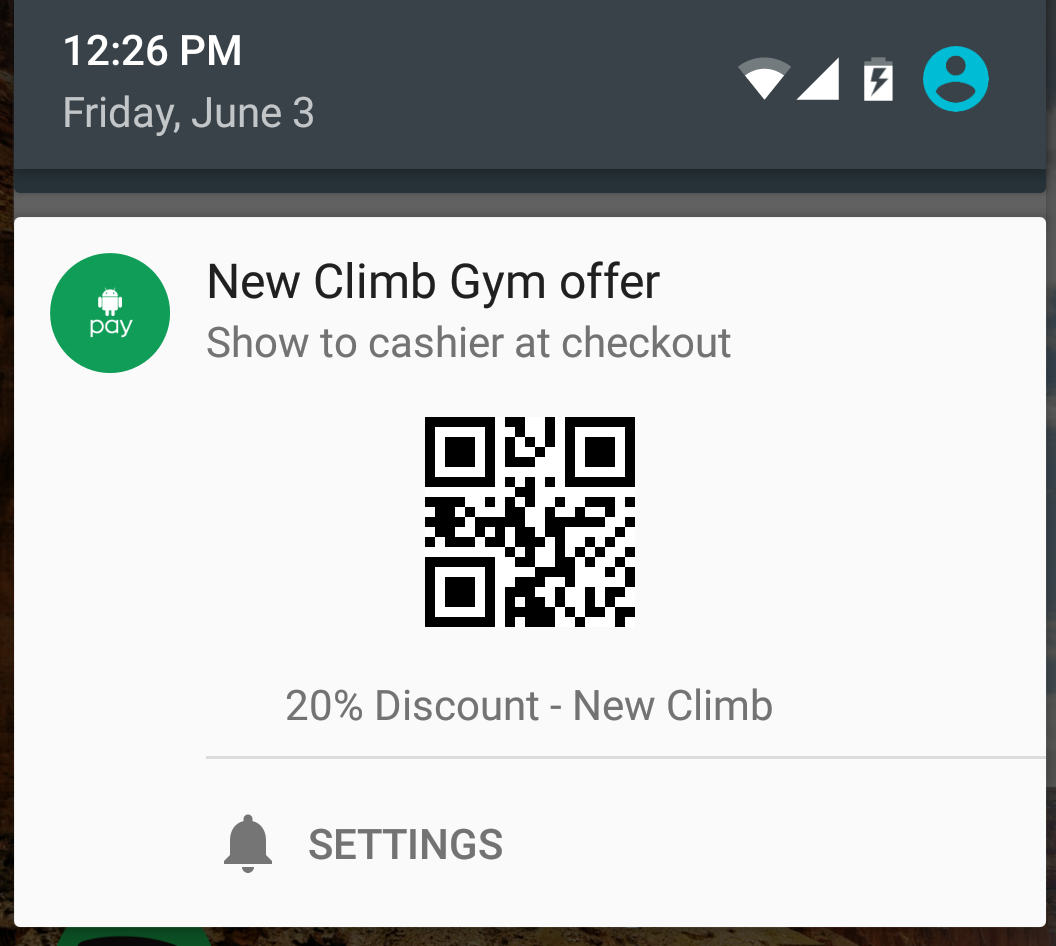 12:26 PM
Friday, June 3
pay
New Climb Gym offer
Show to cashier at checkout
20% Discount - New Climb
SETTINGS